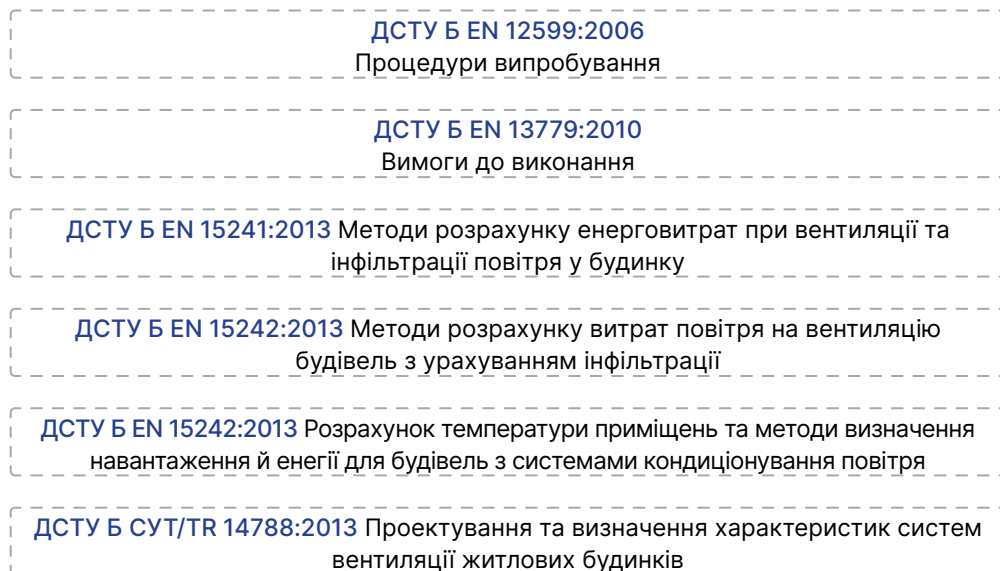 ДСТУ Б EN 12599:2006
Процедури випробування
ДСТУ Б EN 13779:2010
Вимоги до виконання
ДСТУ Б EN 15241:2013 Методи розрахунку енерговитрат при вентиляції та
інфільтрації повітря у будинку
ДСТУ Б EN 15242:2013 Методи розрахунку витрат повітря на вентиляцію
будівель з урахуванням інфільтрації
ДСТУ Б EN 15242:2013 Розрахунок температури приміщень та методи визначення
навантаження й енегії для будівель з системами кондиціонування повітря
ДСТУ Б СУТ/TR 14788:2013 Проектування та визначення характеристик систем
вентиляції житлових будинків